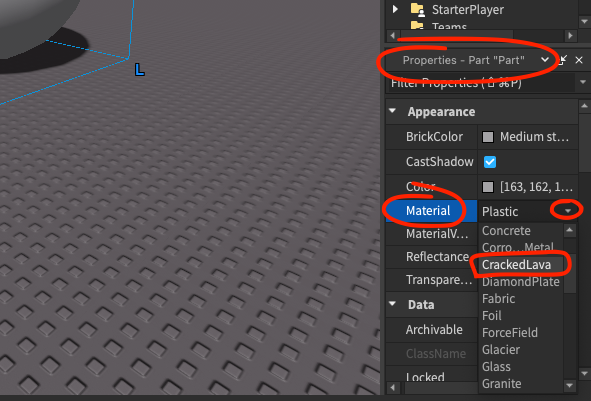 StarterPlayer
Teams
L
Properties - Part "Part"
Filter Properties (⇧⌘P)
Appearance
BrickColor Medium st...
CastShadow
Color [163, 162, 1...
Material Plastic
MaterialV...
Reflectance
Transpare...
Data
Archivable
ClassName
Locked
Concrete
Corro...Metal
CrackedLava
DiamondPlate
Fabric
Foil
ForceField
Glacier
Glass
Granite